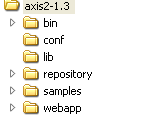 axis2-1.3
bin
conf
lib
repository
samples
webapp